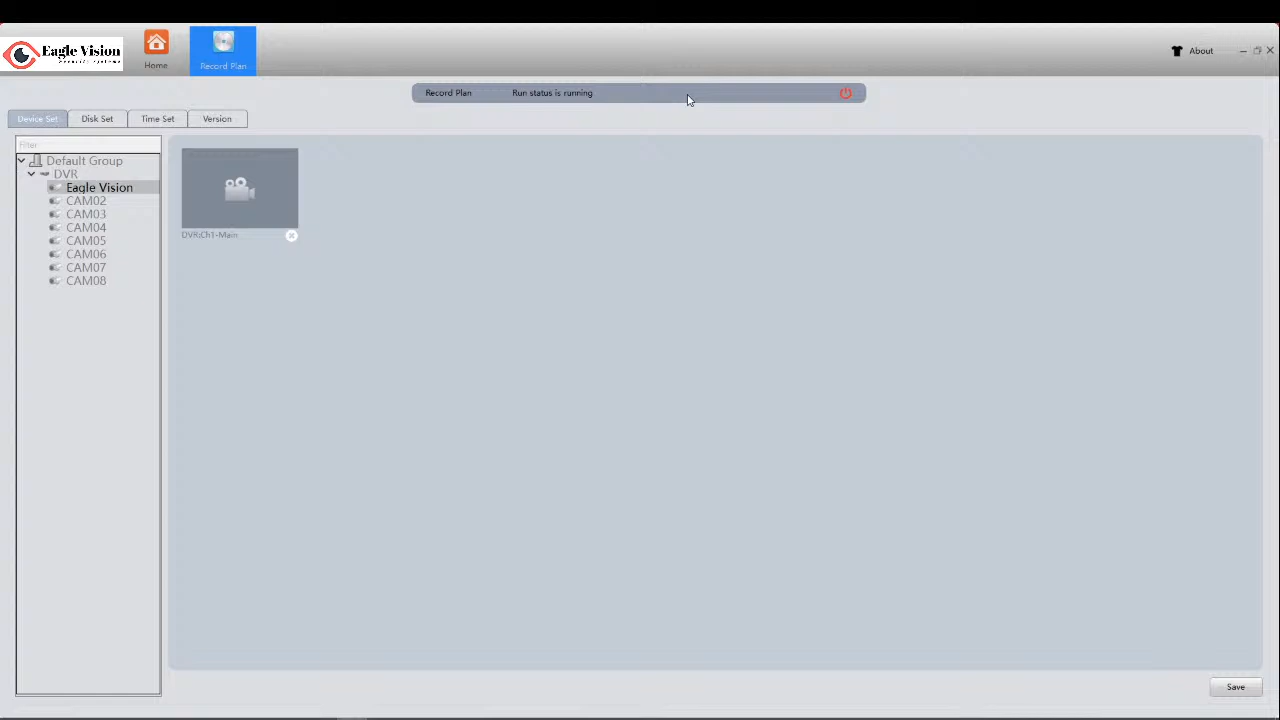 Eagle Vision
Home
Record Plan
About
Record Plan Run status is running
Device Set Disk Set Time Set Version
Filter
Default Group
DVR
Eagle Vision
CAM02
CAM03
CAM04
CAM05
CAM06
CAM07
CAM08
DVR:Ch1-Main
Save